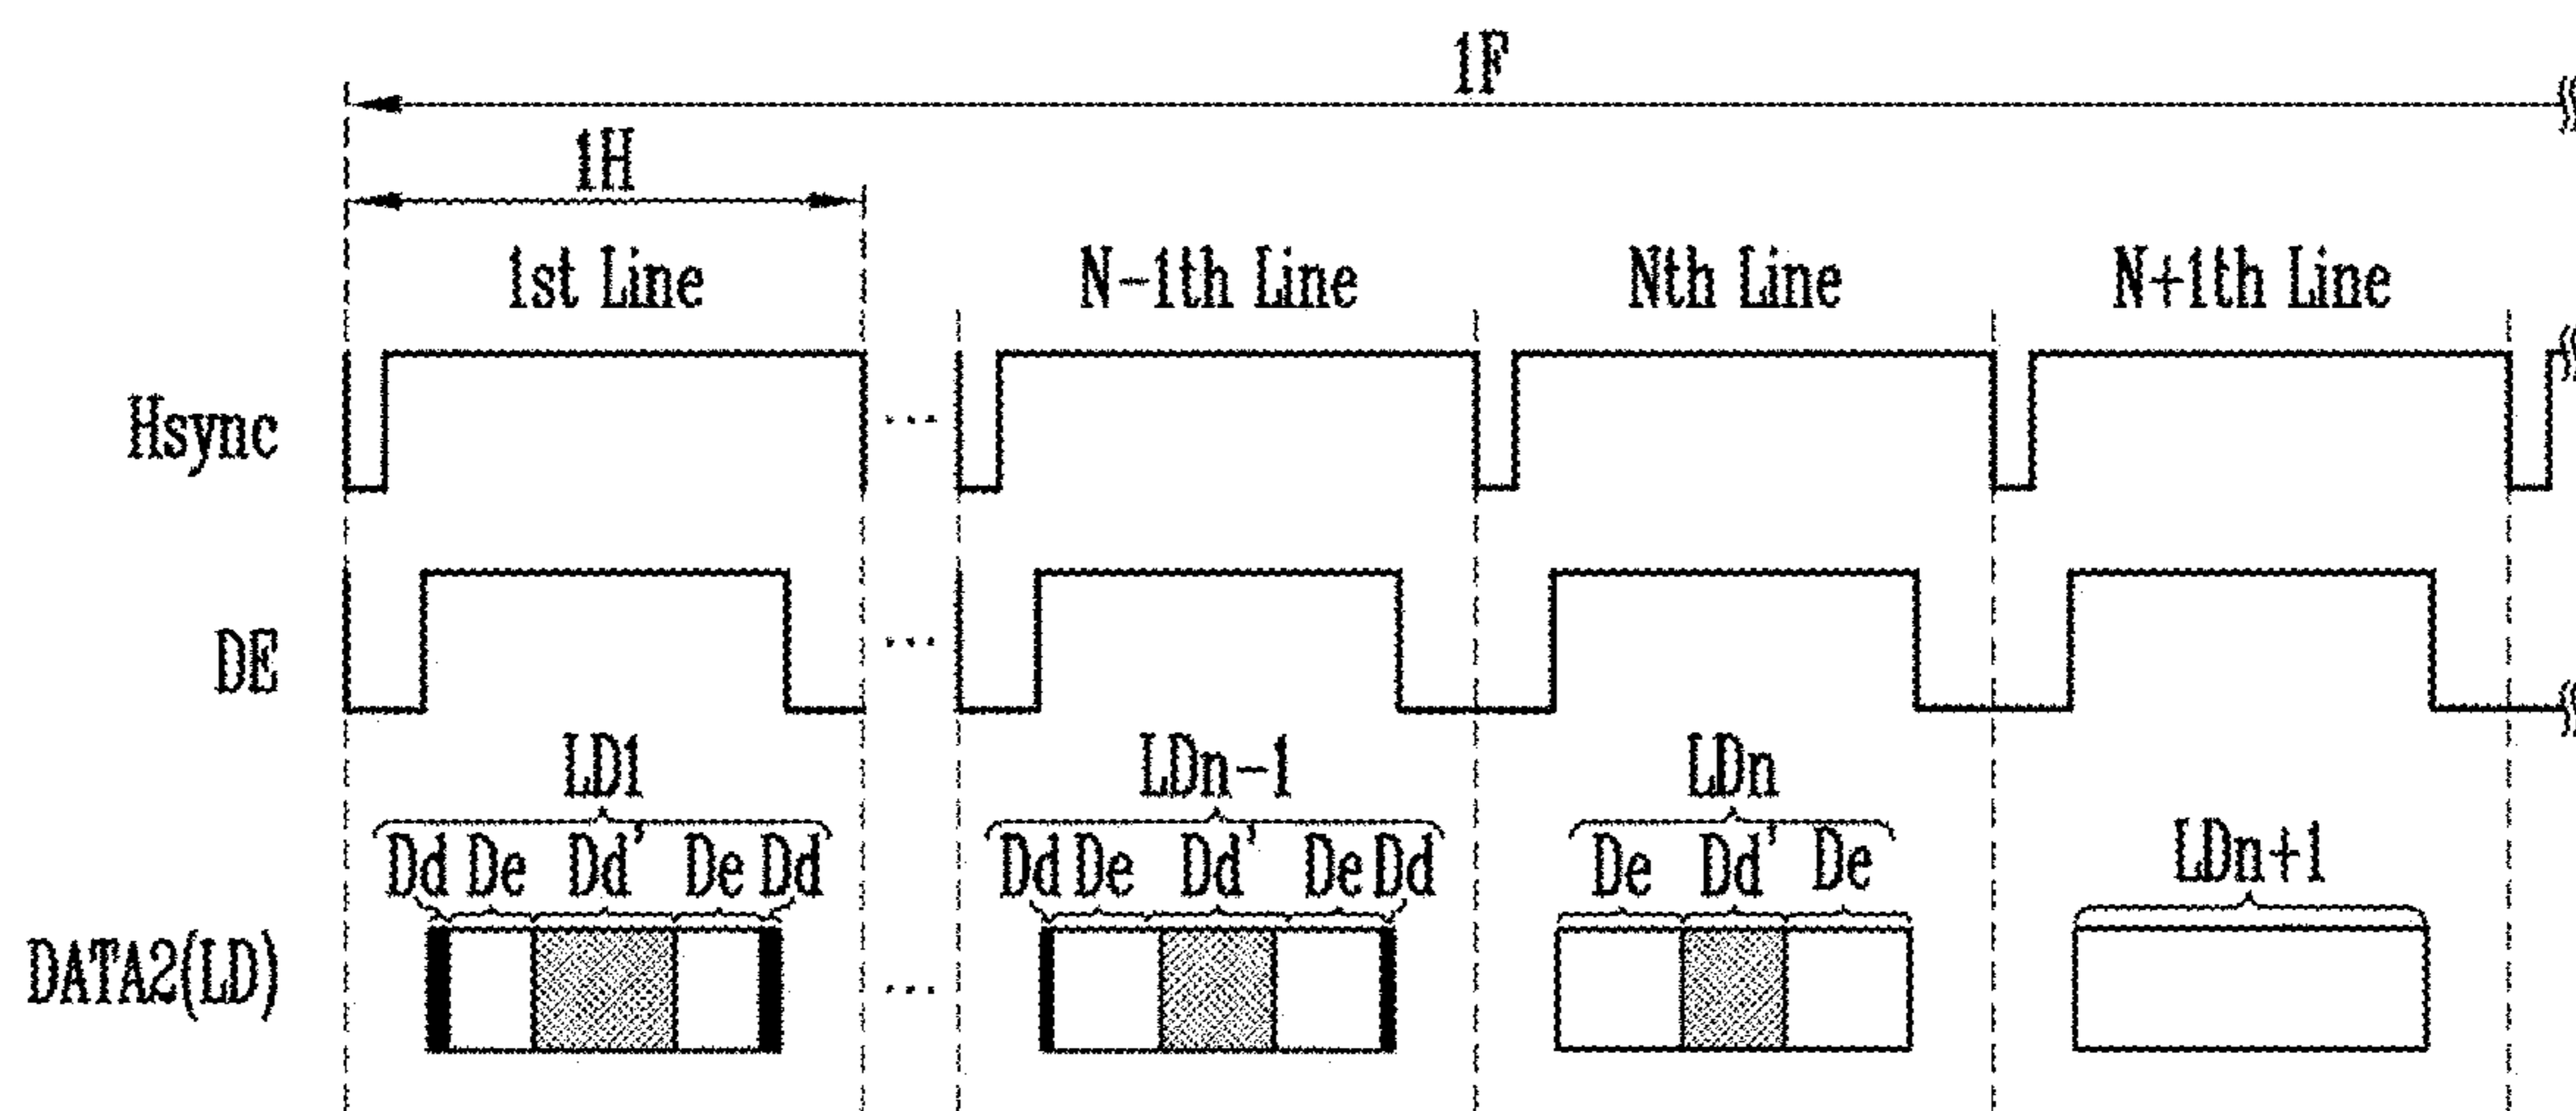 1F
1H
1st Line N-1th Line Nth Line N+1th Line
Hsync
...
DE
...
LD1 LDn-1 LDn LDn+1
Dd De Dd' De Dd Dd De Dd' De Dd De Dd' De
DATA2(LD)
...